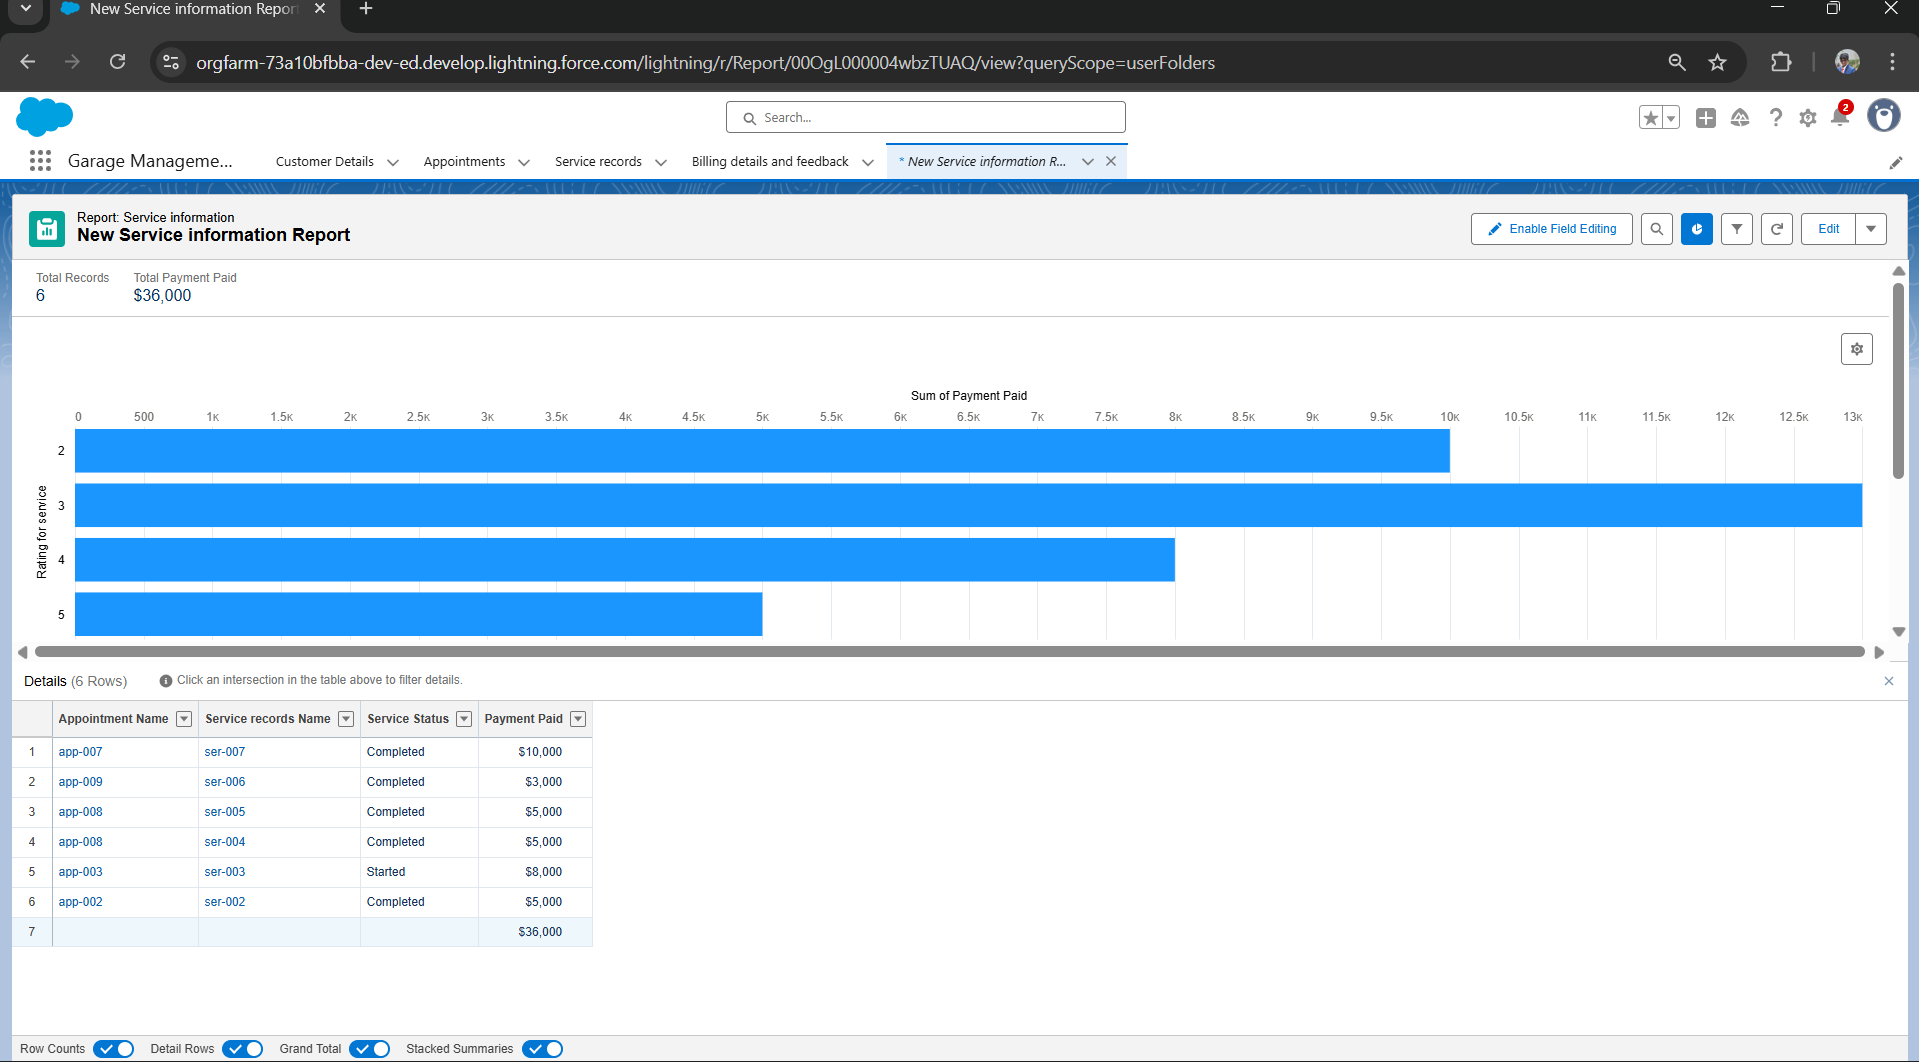 New Service information Repor
orgfarm-73a10bfbba-dev-ed.develop.lightning.force.com/lightning/r/Report/00OgL000004wbzTUAQ/view?queryScope=userFolders
Search...
2
Garage Manageme...
Customer Details
Appointments
Service records
Billing details and feedback
* New Service information R...
Report: Service information
New Service information Report
Enable Field Editing
Edit
Total Records
6
Total Payment Paid
$36,000
Sum of Payment Paid
0 500 1K 1.5K 2K 2.5K 3K 3.5K 4K 4.5K 5K 5.5K 6K 6.5K 7K 7.5K 8K 8.5K 9K 9.5K 10K 10.5K 11K 11.5K 12K 12.5K 13K
Rating for service
2
3
4
5
Details (6 Rows)
Click an intersection in the table above to filter details.
Appointment Name Service records Name Service Status Payment Paid
1 app-007 ser-007 Completed $10,000
2 app-009 ser-006 Completed $3,000
3 app-008 ser-005 Completed $5,000
4 app-008 ser-004 Completed $5,000
5 app-003 ser-003 Started $8,000
6 app-002 ser-002 Completed $5,000
7 $36,000
Row Counts Detail Rows Grand Total Stacked Summaries